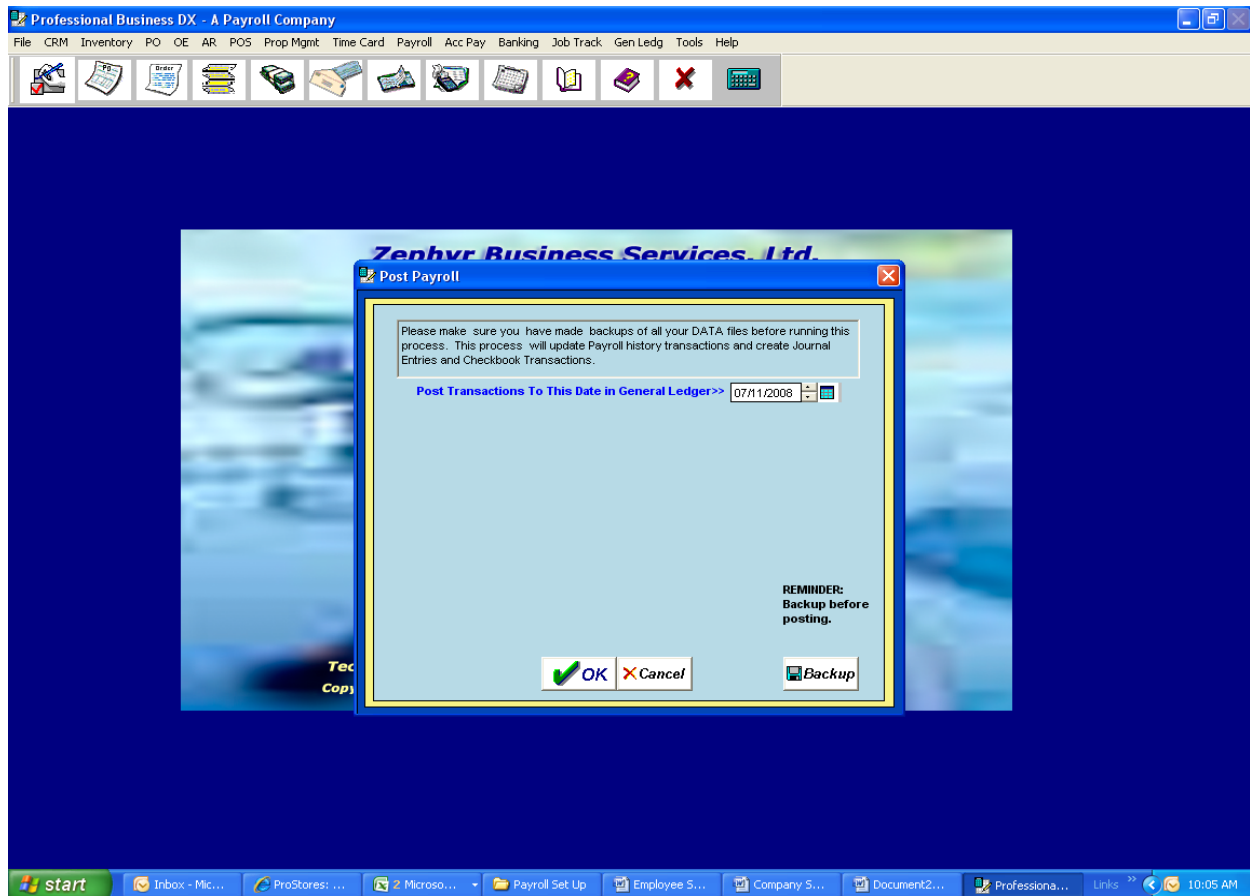 Professional Business DX - A Payroll Company
File CRM Inventory PO OE AR POS Prop Mgmt Time Card Payroll Acc Pay Banking Job Track Gen Ledg Tools Help
PO
Order
Zephyr Business Services, Ltd.
Post Payroll
Please make sure you have made backups of all your DATA files before running this
process. This process will update Payroll history transactions and create Journal
Entries and Checkbook Transactions.
Post Transactions To This Date in General Ledger>> 07/11/2008
REMINDER:
Backup before
posting.
Tec
Copy
OK Cancel Backup
start Inbox - Mic... ProStores: ... 2 Microso... Payroll Set Up Employee S... Company S... Document2... Professiona... Links » 10:05 AM